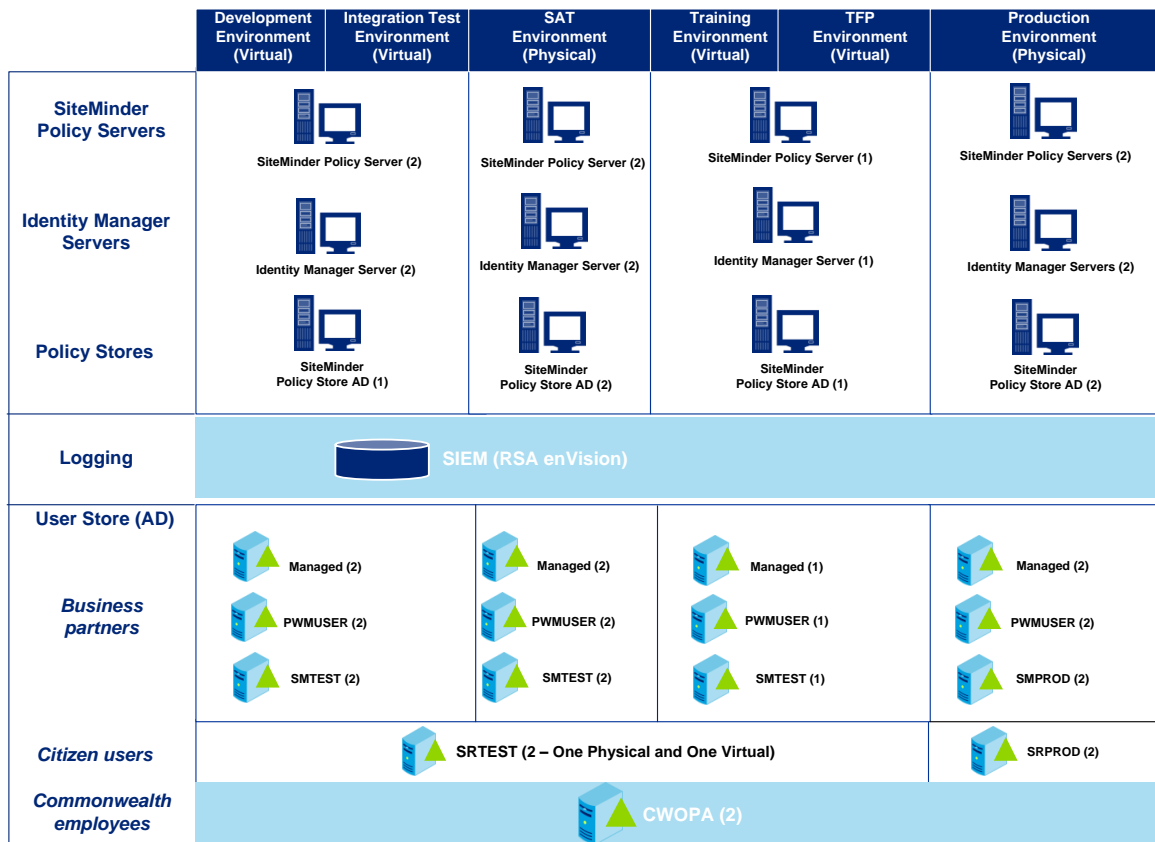 Development
Environment
(Virtual)
Integration Test
Environment
(Virtual)
SAT
Environment
(Physical)
Training
Environment
(Virtual)
TFP
Environment
(Virtual)
Production
Environment
(Physical)
SiteMinder
Policy Servers
SiteMinder Policy Server (2)
SiteMinder Policy Server (2)
SiteMinder Policy Server (1)
SiteMinder Policy Servers (2)
Identity Manager
Servers
Identity Manager Server (2)
Identity Manager Server (2)
Identity Manager Server (1)
Identity Manager Servers (2)
Policy Stores
SiteMinder
Policy Store AD (1)
SiteMinder
Policy Store AD (2)
SiteMinder
Policy Store AD (1)
SiteMinder
Policy Store AD (2)
Logging
SIEM (RSA enVision)
User Store (AD)
Business
partners
Managed (2)
Managed (2)
Managed (1)
Managed (2)
PWMUSER (2)
PWMUSER (2)
PWMUSER (1)
PWMUSER (2)
SMTEST (2)
SMTEST (2)
SMTEST (1)
SMPROD (2)
Citizen users
SRTEST (2 – One Physical and One Virtual)
SRPROD (2)
Commonwealth
employees
CWOPA (2)